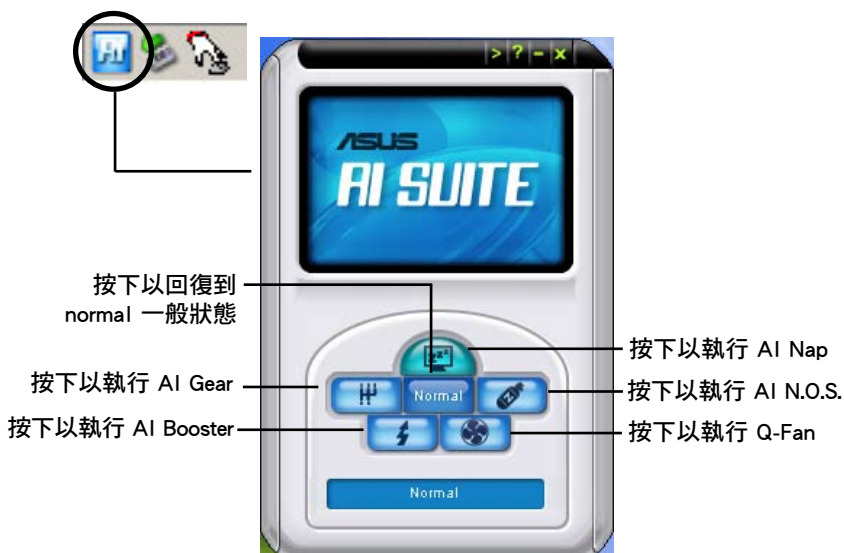 AI
> ? - x
ASUS
AI SUITE
按下以回復到
normal 一般狀態
zzz
按下以執行 AI Nap
按下以執行 AI Gear
Normal
按下以執行 AI N.O.S.
按下以執行 AI Booster
按下以執行 Q-Fan
Normal